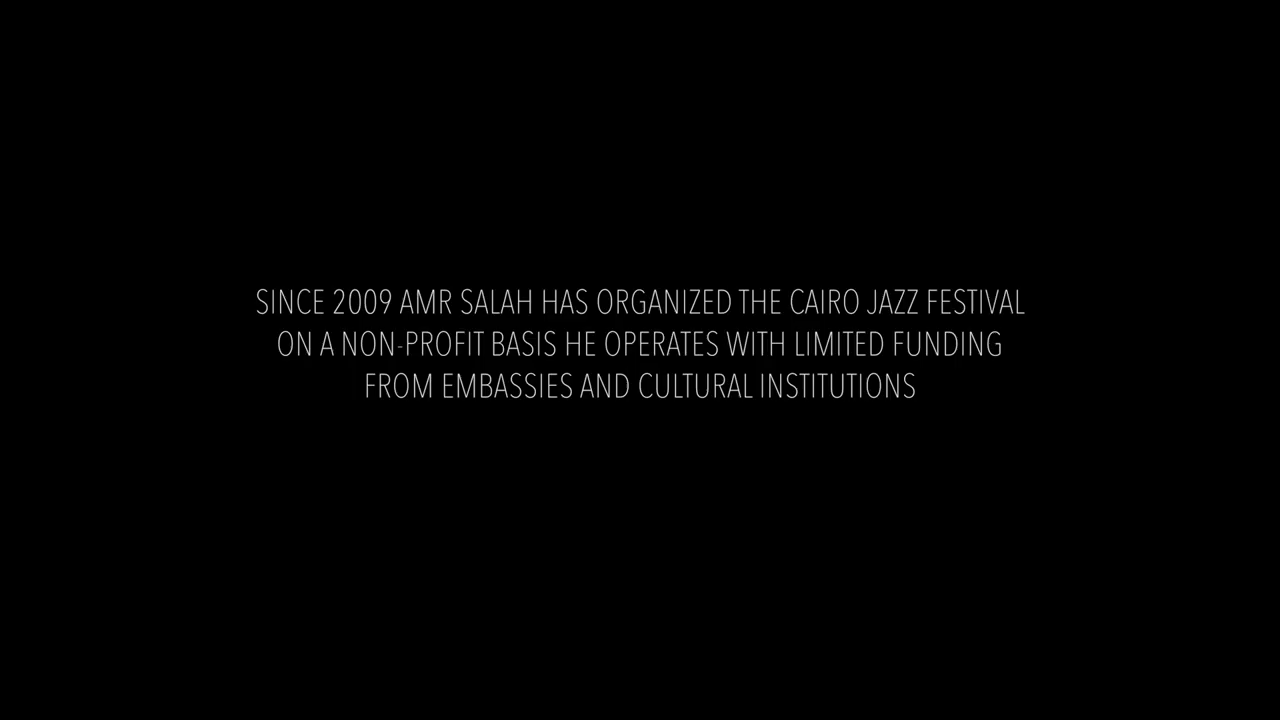 SINCE 2009 AMR SALAH HAS ORGANIZED THE CAIRO JAZZ FESTIVAL
ON A NON-PROFIT BASIS HE OPERATES WITH LIMITED FUNDING
FROM EMBASSIES AND CULTURAL INSTITUTIONS